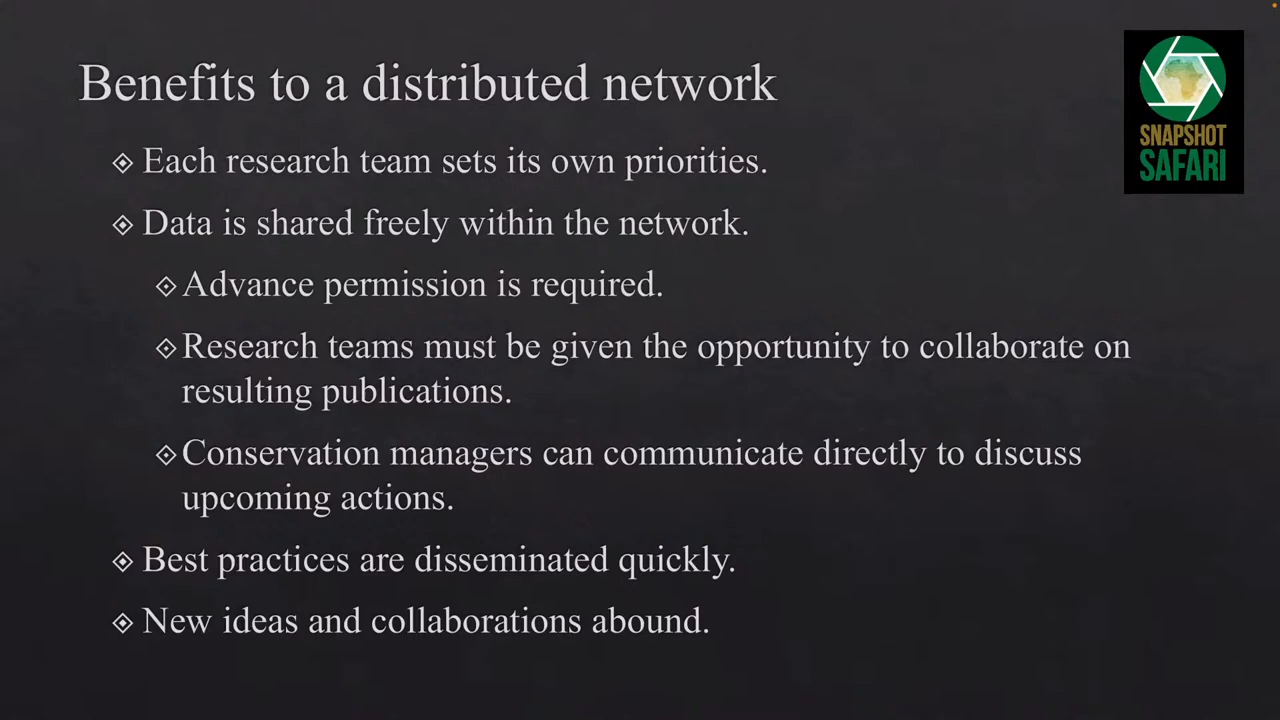 Benefits to a distributed network
SNAPSHOT
SAFARI
Each research team sets its own priorities.
Data is shared freely within the network.
Advance permission is required.
Research teams must be given the opportunity to collaborate on
resulting publications.
Conservation managers can communicate directly to discuss
upcoming actions.
Best practices are disseminated quickly.
New ideas and collaborations abound.